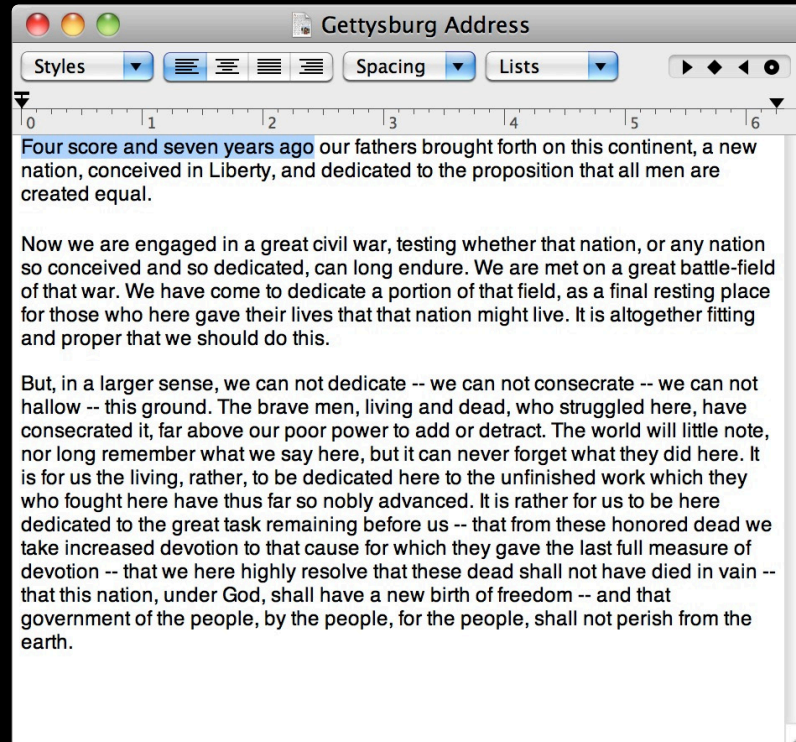 Gettysburg Address
Styles Spacing Lists
0 1 2 3 4 5 6
Four score and seven years ago our fathers brought forth on this continent, a new
nation, conceived in Liberty, and dedicated to the proposition that all men are
created equal.
Now we are engaged in a great civil war, testing whether that nation, or any nation
so conceived and so dedicated, can long endure. We are met on a great battle-field
of that war. We have come to dedicate a portion of that field, as a final resting place
for those who here gave their lives that that nation might live. It is altogether fitting
and proper that we should do this.
But, in a larger sense, we can not dedicate -- we can not consecrate -- we can not
hallow -- this ground. The brave men, living and dead, who struggled here, have
consecrated it, far above our poor power to add or detract. The world will little note,
nor long remember what we say here, but it can never forget what they did here. It
is for us the living, rather, to be dedicated here to the unfinished work which they
who fought here have thus far so nobly advanced. It is rather for us to be here
dedicated to the great task remaining before us -- that from these honored dead we
take increased devotion to that cause for which they gave the last full measure of
devotion -- that we here highly resolve that these dead shall not have died in vain --
that this nation, under God, shall have a new birth of freedom -- and that
government of the people, by the people, for the people, shall not perish from the
earth.